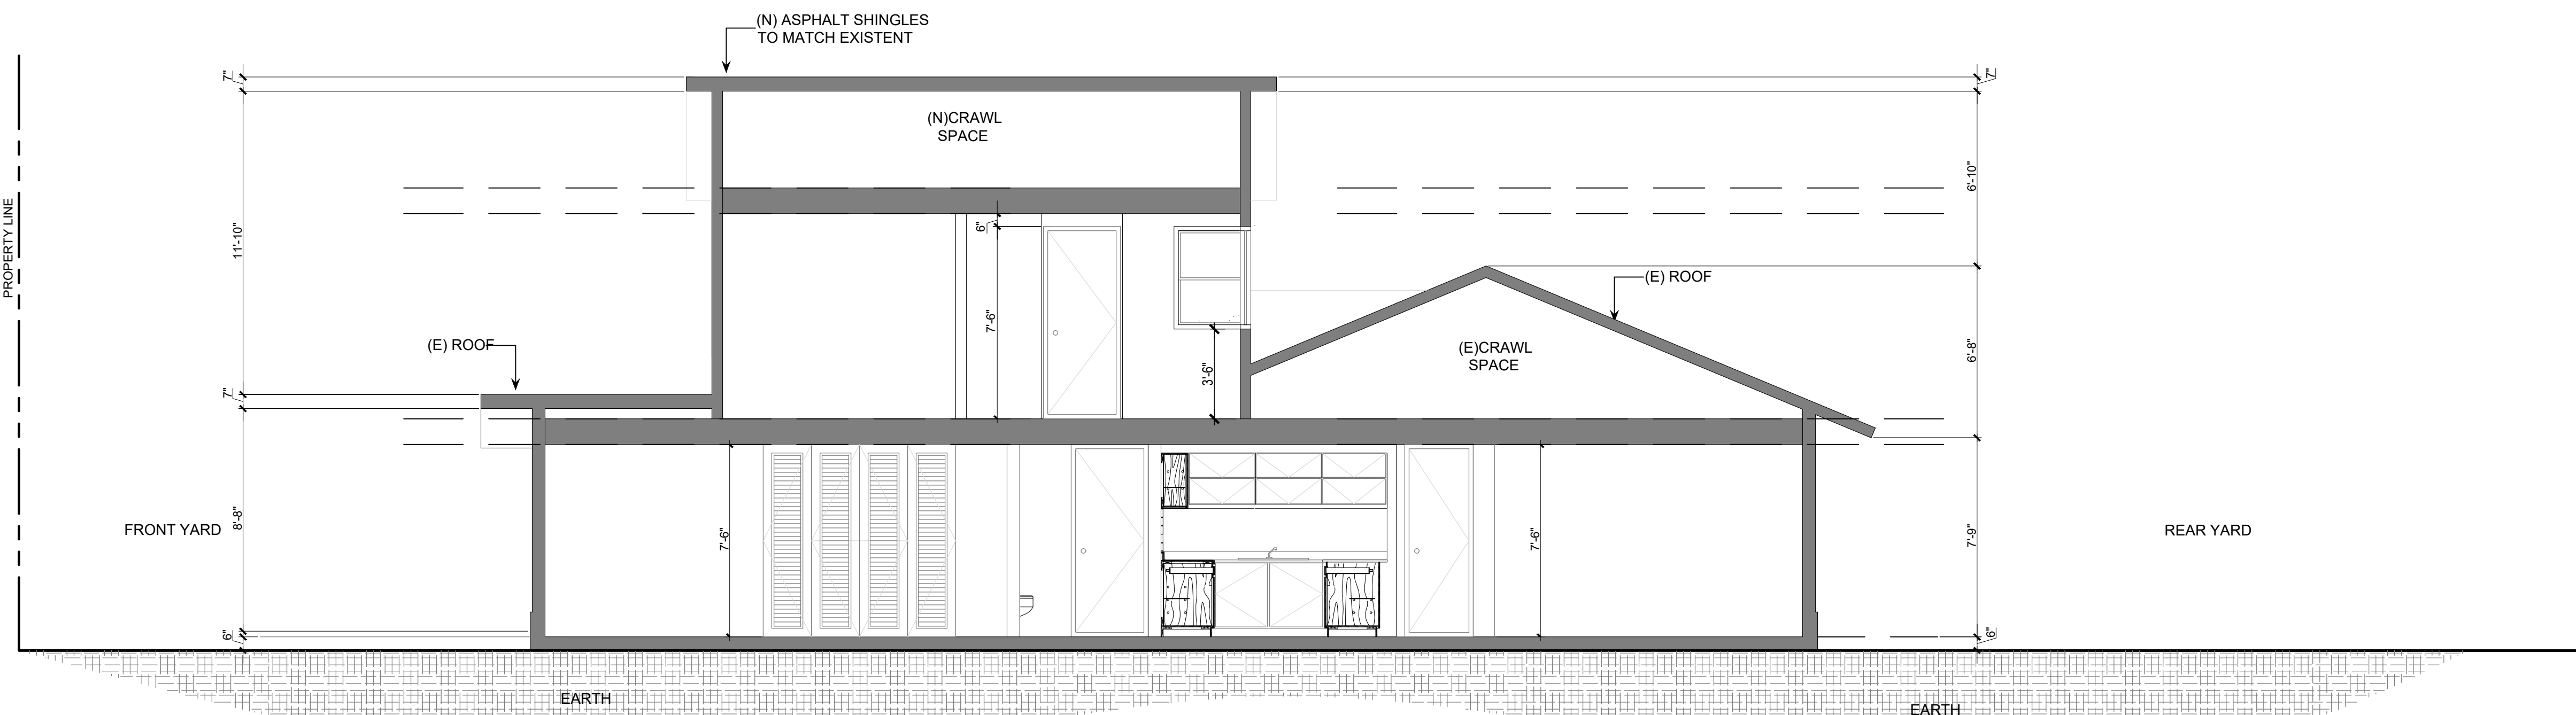 (N) ASPHALT SHINGLES
TO MATCH EXISTENT
7"
7"
(N)CRAWL
SPACE
6'-10"
PROPERTY LINE
11'-10"
6"
(E) ROOF
7'-6"
(E) ROOF
(E)CRAWL
SPACE
6'-8"
3'-6"
7"
FRONT YARD
8'-8"
7'-6"
7'-6"
7'-9"
REAR YARD
6"
6"
EARTH
EARTH